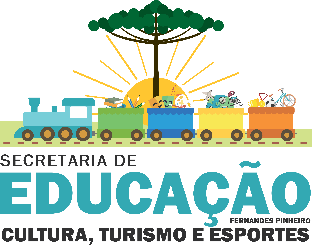 SECRETARIA DE
EDUCAÇÃO
FERNANDES PINHEIRO
CULTURA, TURISMO E ESPORTES